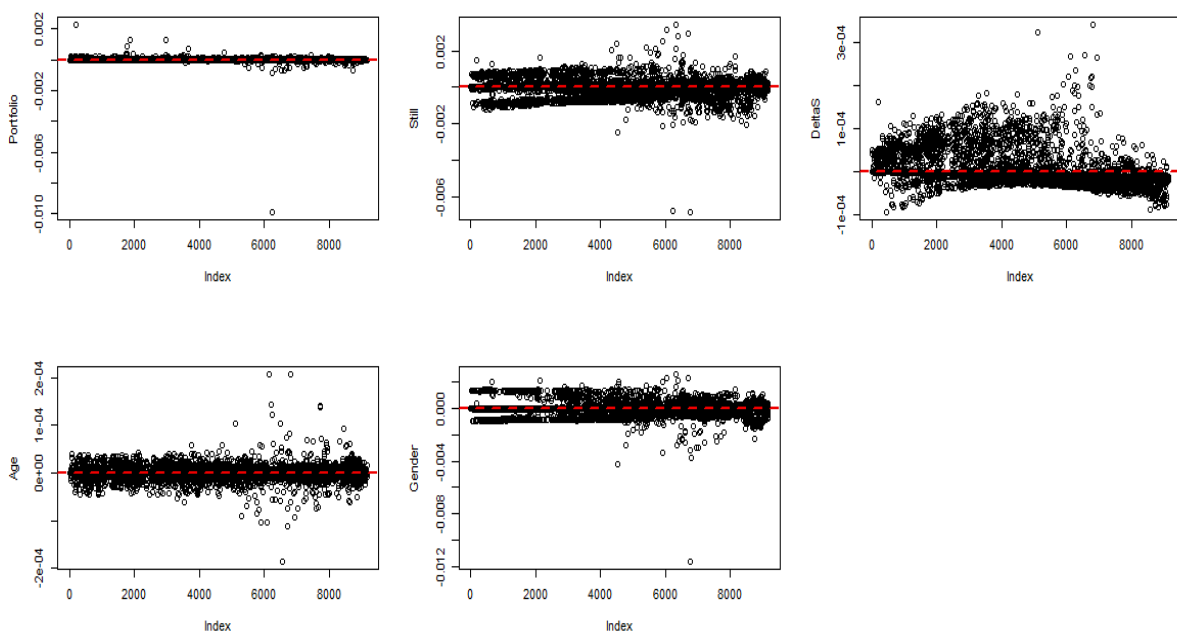 Portfolio
0.002
-0.002
-0.006
-0.010
0 2000 4000 6000 8000
Index
Still
0.002
-0.002
-0.006
0 2000 4000 6000 8000
Index
DeltaS
3e-04
1e-04
-1e-04
0 2000 4000 6000 8000
Index
Age
2e-04
1e-04
0e+00
-2e-04
0 2000 4000 6000 8000
Index
Gender
0.000
-0.004
-0.008
-0.012
0 2000 4000 6000 8000
Index